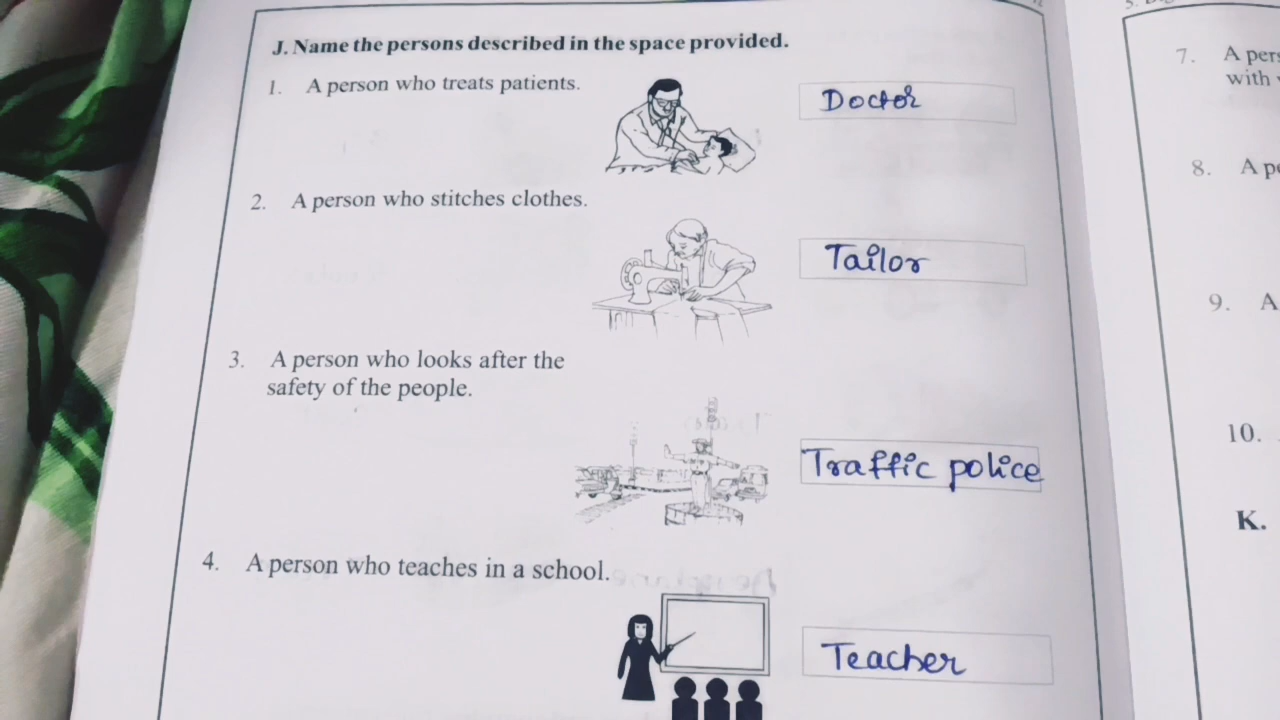 J. Name the persons described in the space provided.
1. A person who treats patients.
Doctor
2. A person who stitches clothes.
Tailor
3. A person who looks after the
safety of the people.
Traffic police
4. A person who teaches in a school.
Teacher
7.
with
8.
9. A
10.
K.